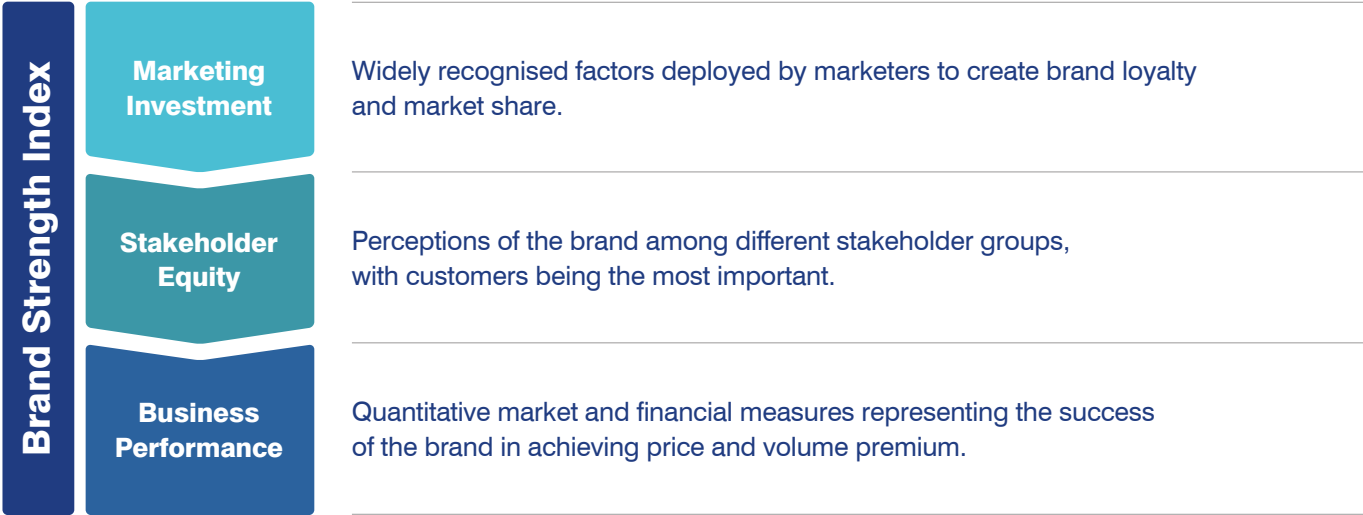 Brand Strength Index
Marketing
Investment
Widely recognised factors deployed by marketers to create brand loyalty
and market share.
Stakeholder
Equity
Perceptions of the brand among different stakeholder groups,
with customers being the most important.
Business
Performance
Quantitative market and financial measures representing the success
of the brand in achieving price and volume premium.